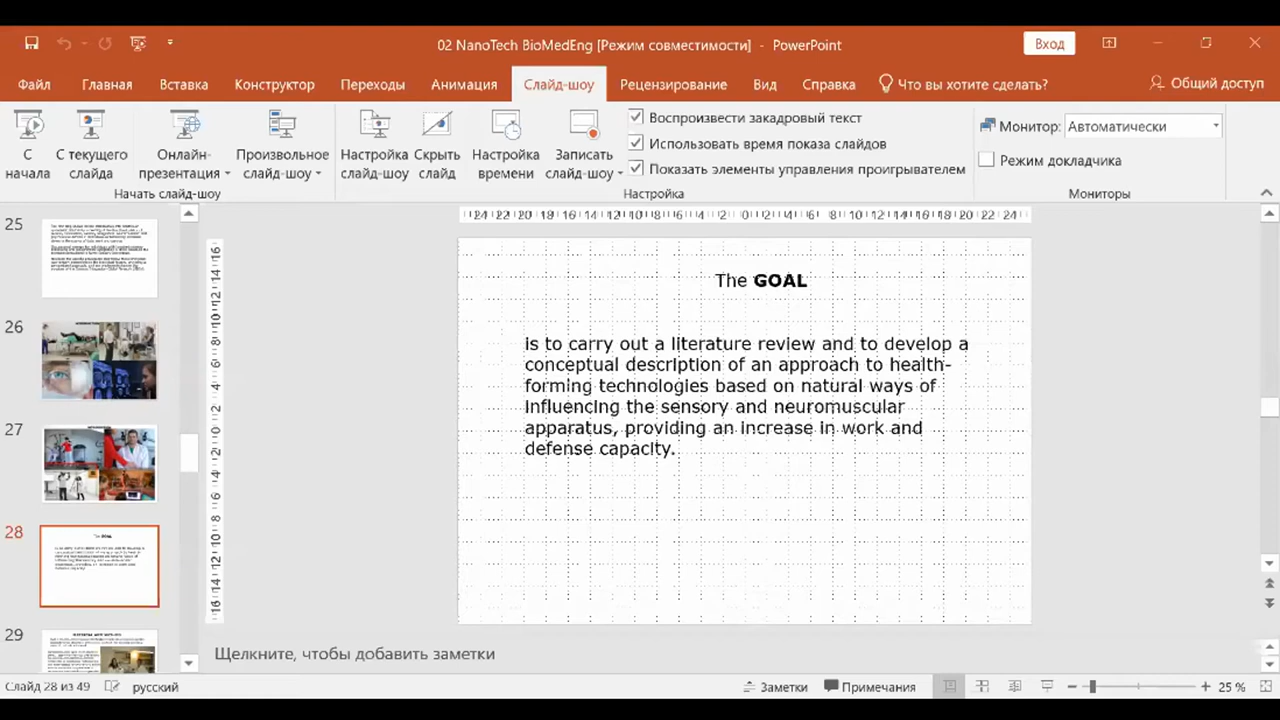 02 NanoTech BioMedEng [Режим совместимости] - PowerPoint
Вход
Файл Главная Вставка Конструктор Переходы Анимация Слайд-шоу Рецензирование Вид Справка Что вы хотите сделать? Общий доступ
С начала
С текущего слайда
Онлайн-презентация
Произвольное слайд-шоу
Начать слайд-шоу
Настройка слайд-шоу
Скрыть слайд
Настройка времени
Записать слайд-шоу
Воспроизвести закадровый текст
Использовать время показа слайдов
Показать элементы управления проигрывателем
Настройка
Монитор: Автоматически
Режим докладчика
Мониторы
25
26
27
28
29
The GOAL
is to carry out a literature review and to develop a
conceptual description of an approach to health-
forming technologies based on natural ways of
influencing the sensory and neuromuscular
apparatus, providing an increase in work and
defense capacity.
Щелкните, чтобы добавить заметки
Слайд 28 из 49 русский Заметки Примечания 25 %